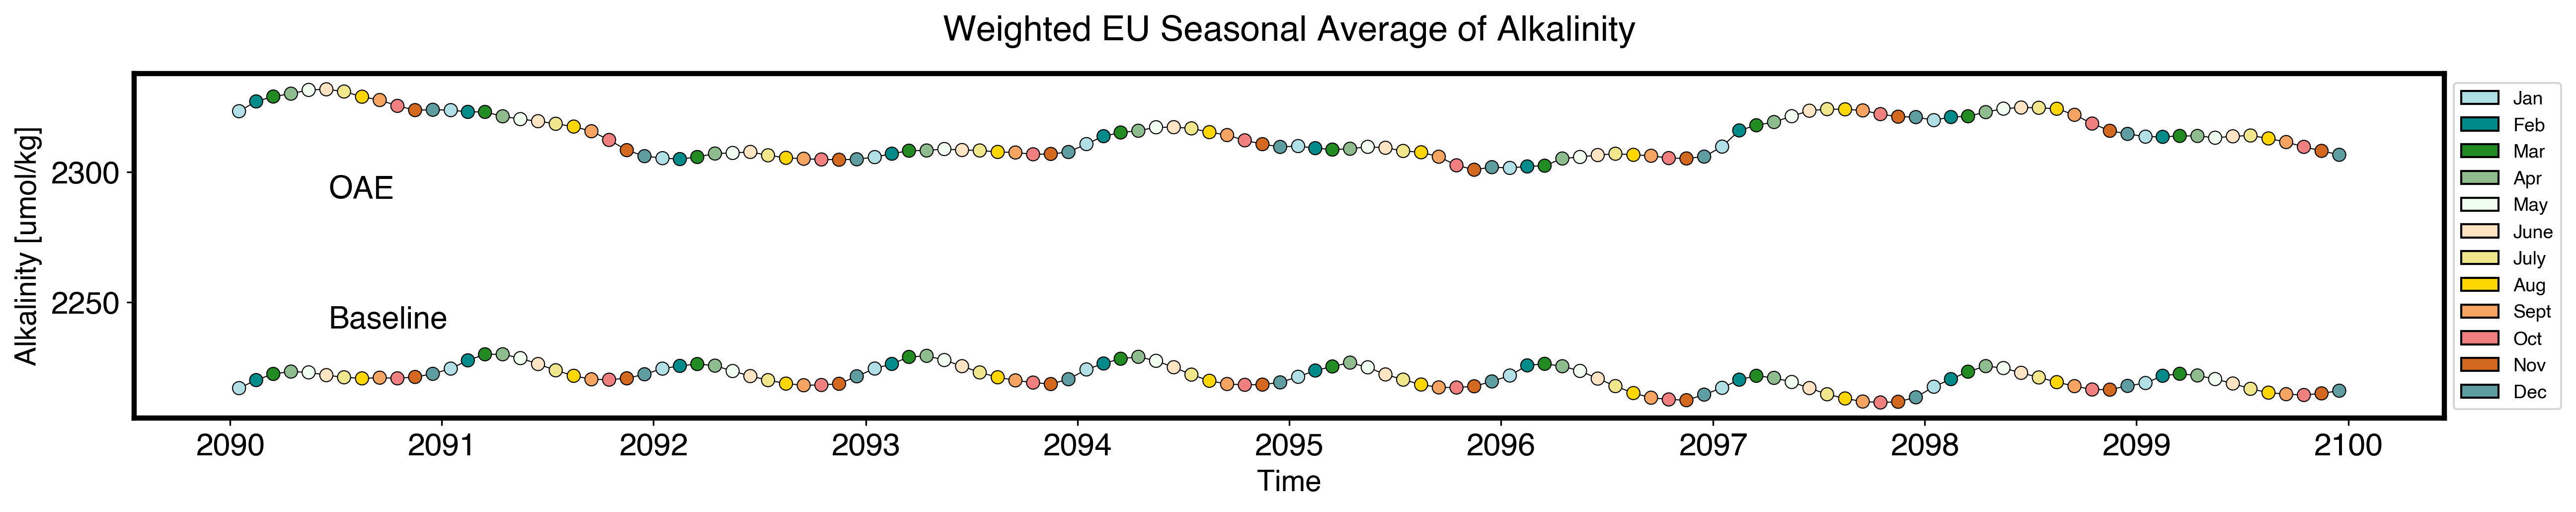 Weighted EU Seasonal Average of Alkalinity
Alkalinity [umol/kg]
2300
2250
OAE
Baseline
2090 2091 2092 2093 2094 2095 2096 2097 2098 2099 2100
Time
Jan
Feb
Mar
Apr
May
June
July
Aug
Sept
Oct
Nov
Dec